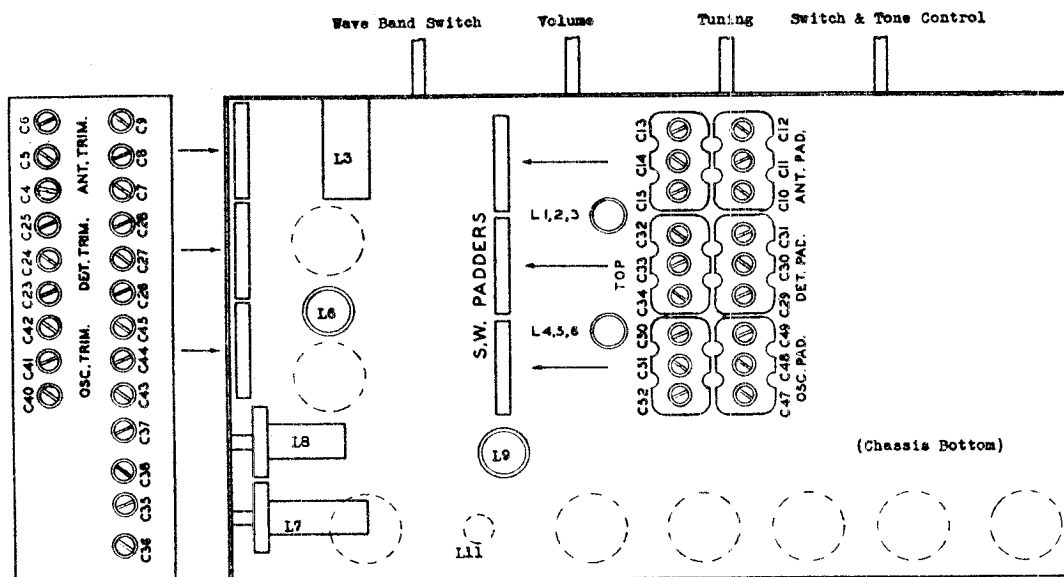 Wave Band Switch
Volume
Tuning
Switch & Tone Control
C6
C5
C4
C25
C24
C23
C42
C41
C40
ANT. TRIM.
DET. TRIM.
OSC. TRIM.
C9
C8
C7
C28
C27
C26
C45
C44
C43
C37
C38
C35
C36
L3
L6
L8
L7
L9
L11
S.W. PADDERS
L1,2,3
TOP
L4,5,6
C13
C14
C15
C32
C33
C34
C50
C51
C52
C12
C11
C10
ANT. PAD.
C31
C30
C29
DET. PAD.
C49
C48
C47
OSC. PAD.
(Chassis Bottom)